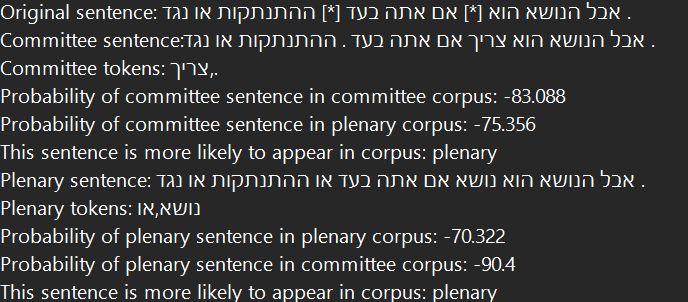 Original sentence: אבל הנושא הוא [*] אם אתה בעד [*] ההתנתקות או נגד .
Committee sentence:אבל הנושא הוא צריך אם אתה בעד . ההתנתקות או נגד .
Committee tokens: צריך,.
Probability of committee sentence in committee corpus: -83.088
Probability of committee sentence in plenary corpus: -75.356
This sentence is more likely to appear in corpus: plenary
Plenary sentence: אבל הנושא הוא נושא אם אתה בעד או ההתנתקות או נגד .
Plenary tokens: נושא,או
Probability of plenary sentence in plenary corpus: -70.322
Probability of plenary sentence in committee corpus: -90.4
This sentence is more likely to appear in corpus: plenary